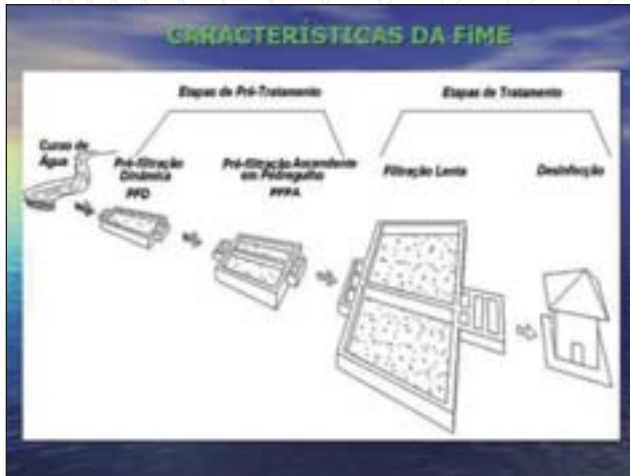 CARACTERÍSTICAS DA FiME
Etapas de Pré-Tratamento
Etapas de Tratamento
Curso de
Água
Pré-filtração
Dinâmica
PFD
Pré-filtração Ascendente
em Pedregulho
PFPA
Filtração Lenta
Desinfecção